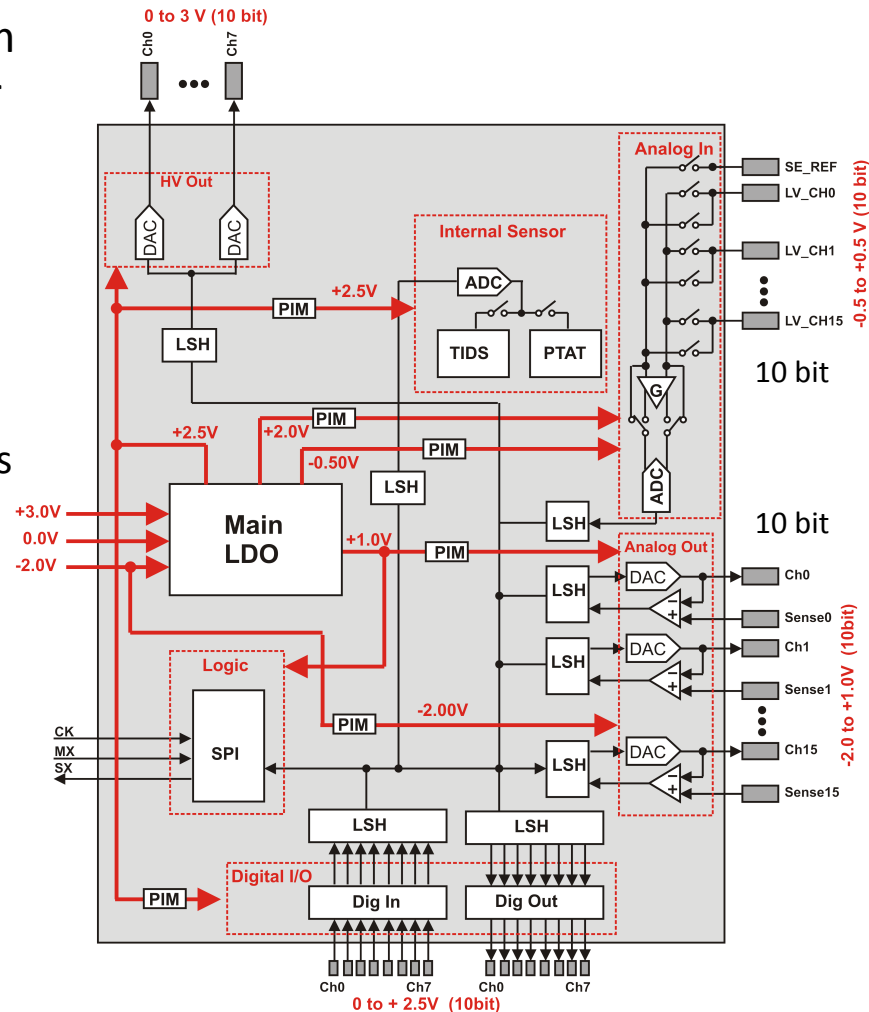 0 to 3 V (10 bit)
n
Ch0
Ch7
HV Out
DAC
DAC
Analog In
SE_REF
LV_CH0
LV_CH1
LV_CH15
-0.5 to +0.5 V (10 bit)
Internal Sensor
ADC
TIDS
PTAT
+2.5V
PIM
LSH
10 bit
G
PIM
+2.5V
+2.0V
PIM
-0.50V
s
LSH
ADC
+3.0V
0.0V
-2.0V
Main
LDO
+1.0V
PIM
LSH
10 bit
Analog Out
LSH
DAC
Ch0
Sense0
LSH
DAC
Ch1
Sense1
LSH
DAC
Ch15
Sense15
− +
− +
− +
-2.0 to +1.0V (10bit)
Logic
SPI
-2.00V
PIM
CK
MX
SX
LSH
LSH
Digital I/O
PIM
Dig In
Dig Out
Ch0
Ch7
Ch0
Ch7
0 to + 2.5V (10bit)